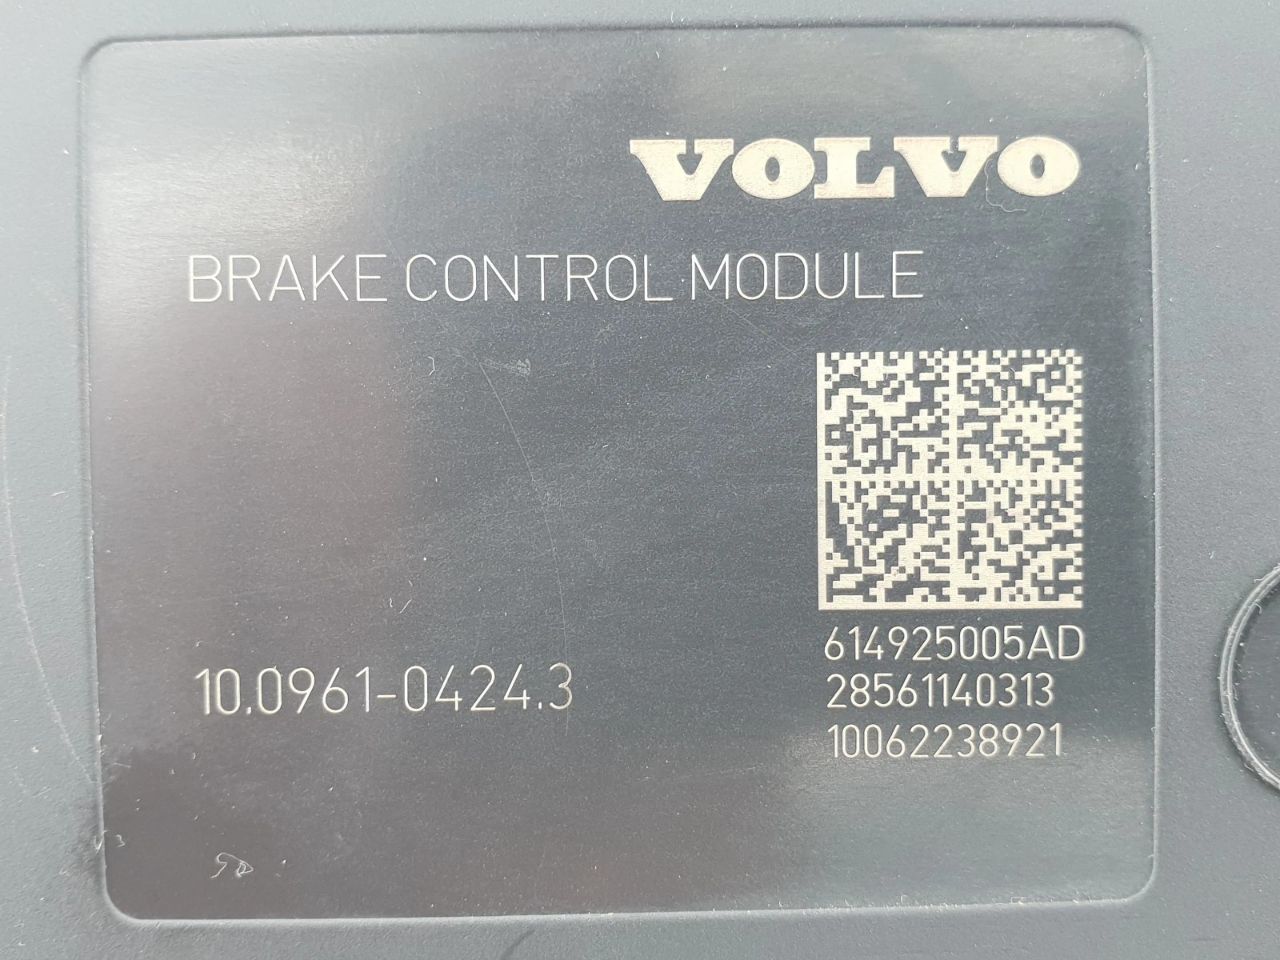 VOLVO
BRAKE CONTROL MODULE
614925005AD
28561140313
10062238921
10.0961-0424.3